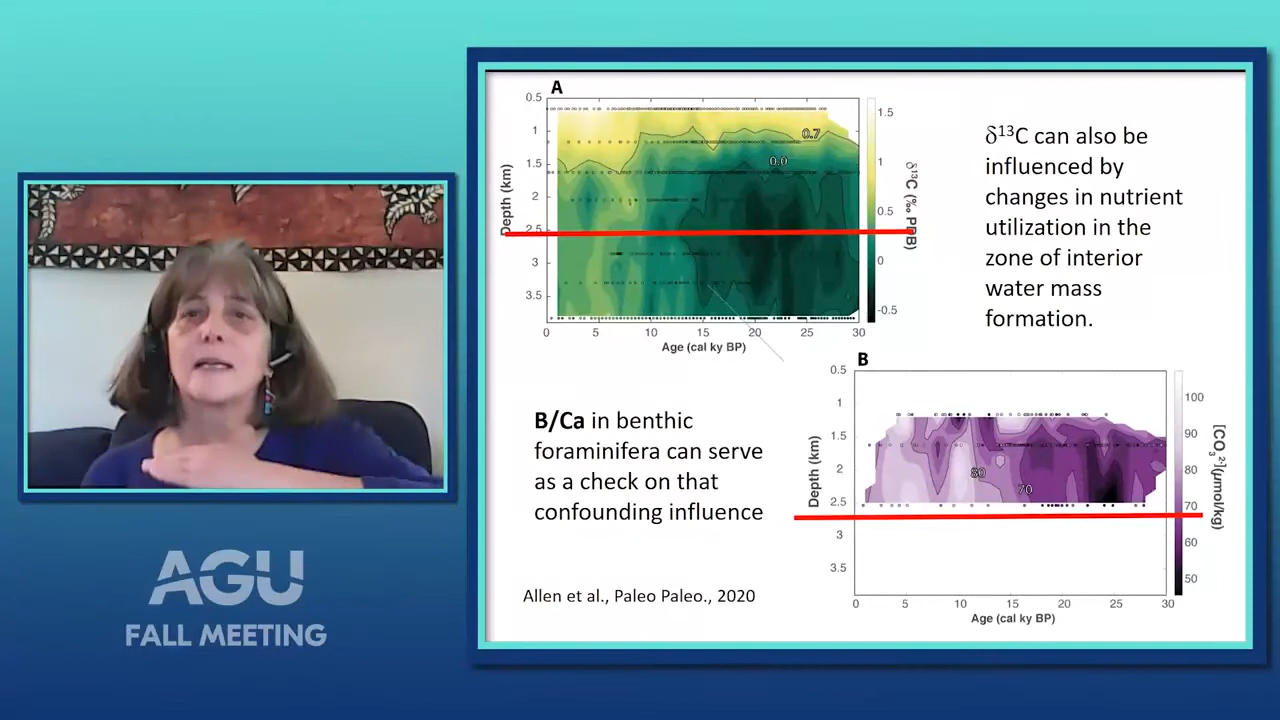 A
0.5
1
1.5
2
2.5
3
3.5
Depth (km)
0.7
0.0
0 5 10 15 20 25 30
Age (cal ky BP)
1.5
1
0.5
0
-0.5
δ¹³C (‰ PDB)
δ¹³C can also be
influenced by
changes in nutrient
utilization in the
zone of interior
water mass
formation.
B/Ca in benthic
foraminifera can serve
as a check on that
confounding influence
Allen et al., Paleo Paleo., 2020
B
0.5
1
1.5
2
2.5
3
3.5
Depth (km)
80
70
0 5 10 15 20 25 30
Age (cal ky BP)
100
90
80
70
60
50
[CO₃²⁻](μmol/kg)
AGU
FALL MEETING